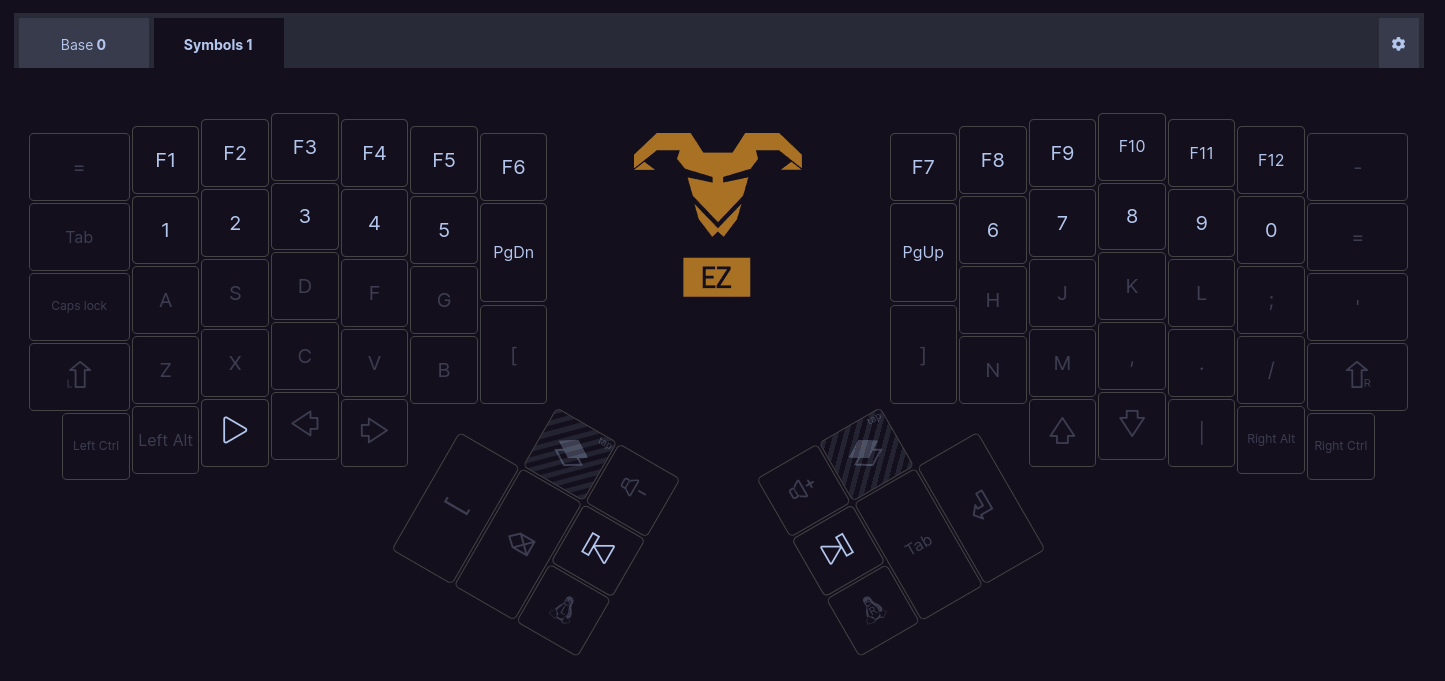 Base 0 Symbols 1
= F1 F2 F3 F4 F5 F6 F7 F8 F9 F10 F11 F12 -
Tab 1 2 3 4 5 PgDn PgUp 6 7 8 9 0 =
EZ
Caps lock A S D F G H J K L ; '
L Z X C V B [ ] N M , . / R
Left Ctrl Left Alt | Right Alt Right Ctrl
Tab
L R